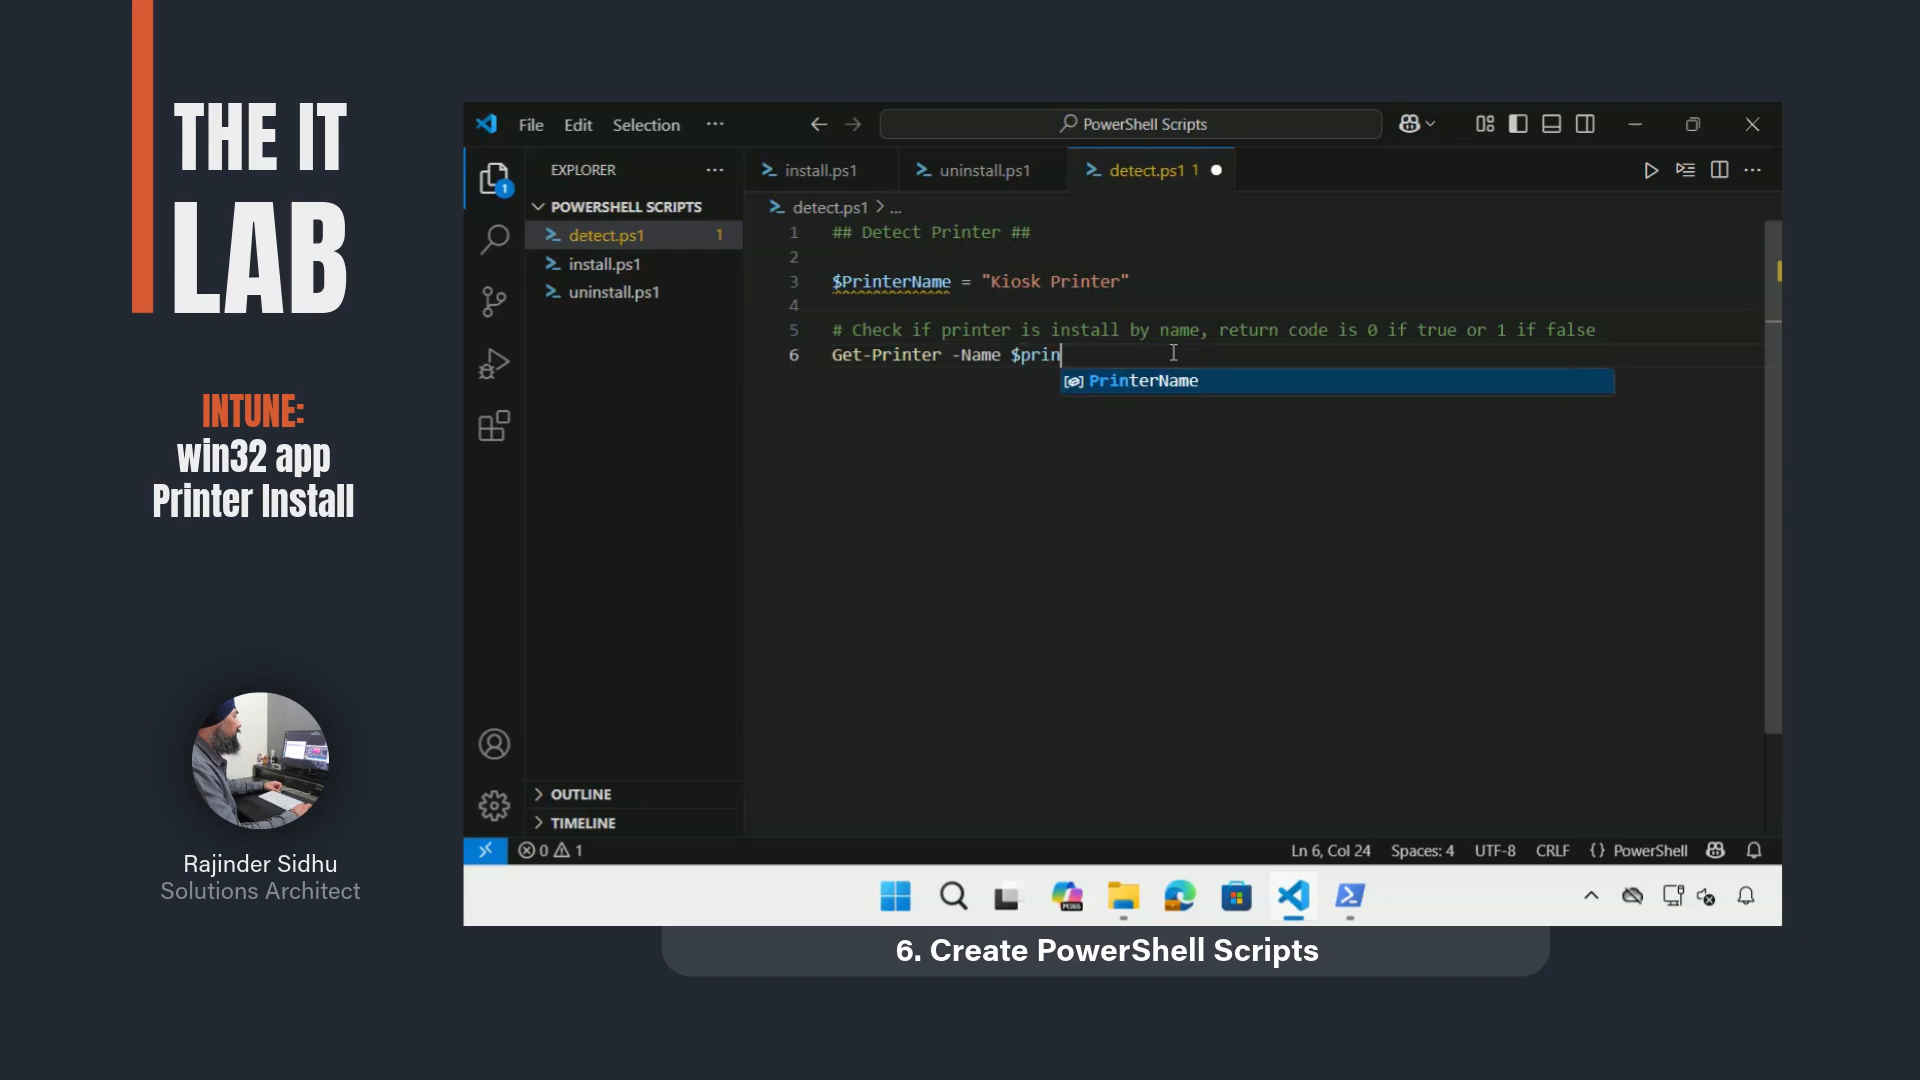 THE IT
LAB
INTUNE:
win32 app
Printer Install
Rajinder Sidhu
Solutions Architect
File Edit Selection ···
PowerShell Scripts
EXPLORER ···
POWERSHELL SCRIPTS
detect.ps1 1
install.ps1
uninstall.ps1
OUTLINE
TIMELINE
1
install.ps1 uninstall.ps1 detect.ps1 1
detect.ps1 > ...
1 ## Detect Printer ##
2
3 $PrinterName = "Kiosk Printer"
4
5 # Check if printer is install by name, return code is 0 if true or 1 if false
6 Get-Printer -Name $prin
PrinterName
0 1
Ln 6, Col 24 Spaces: 4 UTF-8 CRLF {} PowerShell
M365
6. Create PowerShell Scripts